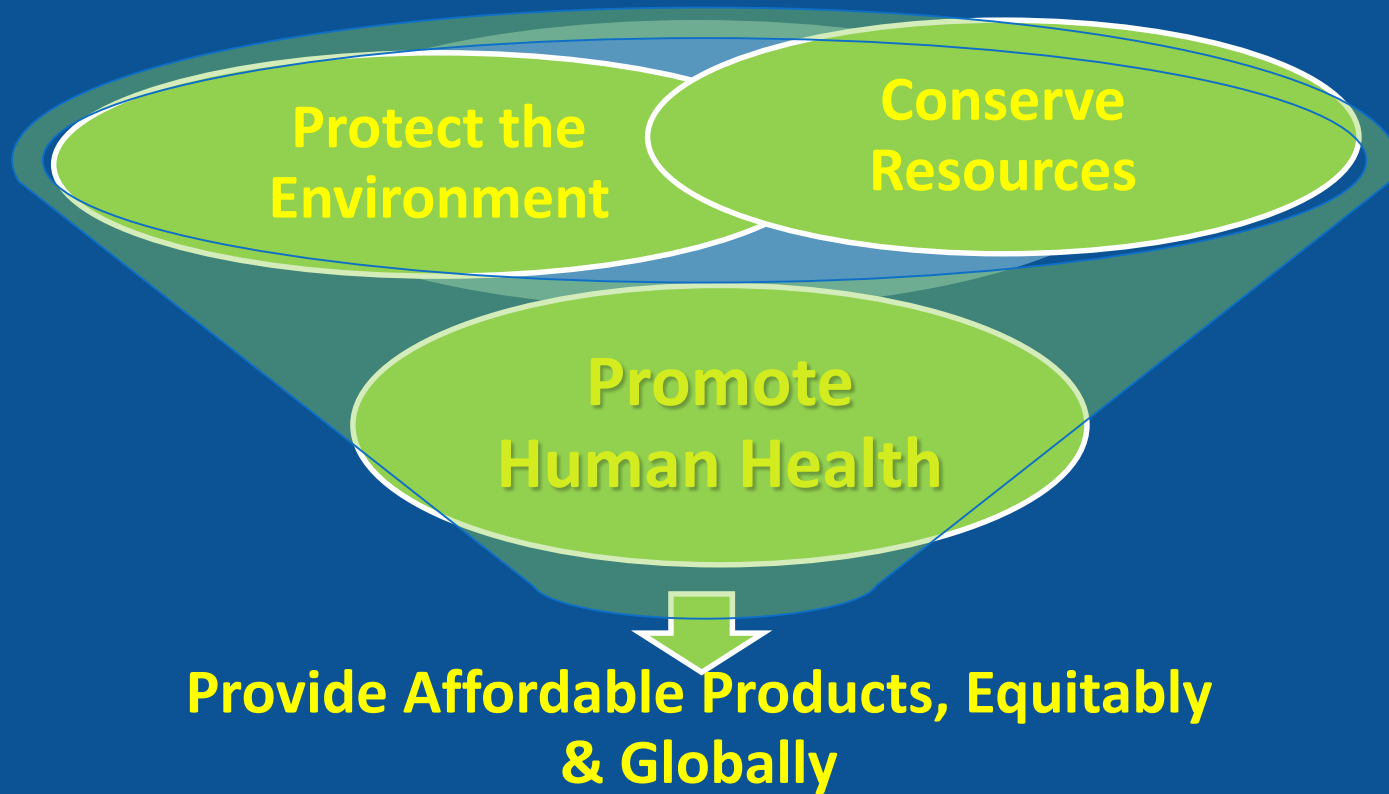 Protect the
Environment
Conserve
Resources
Promote
Human Health
Provide Affordable Products, Equitably
& Globally